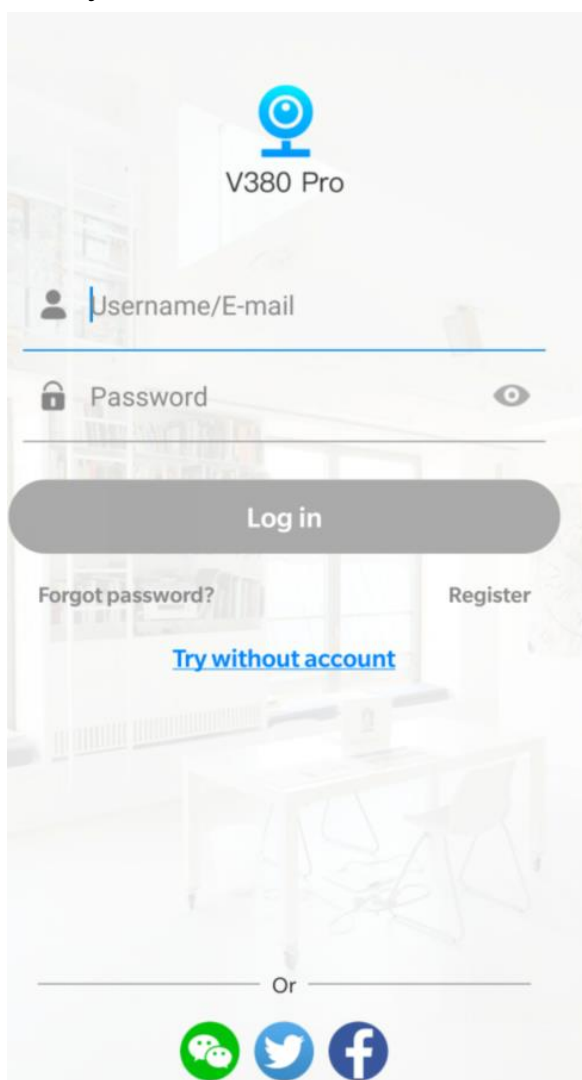 V380 Pro
Username/E-mail
Password
Log in
Forgot password? Register
Try without account
Or